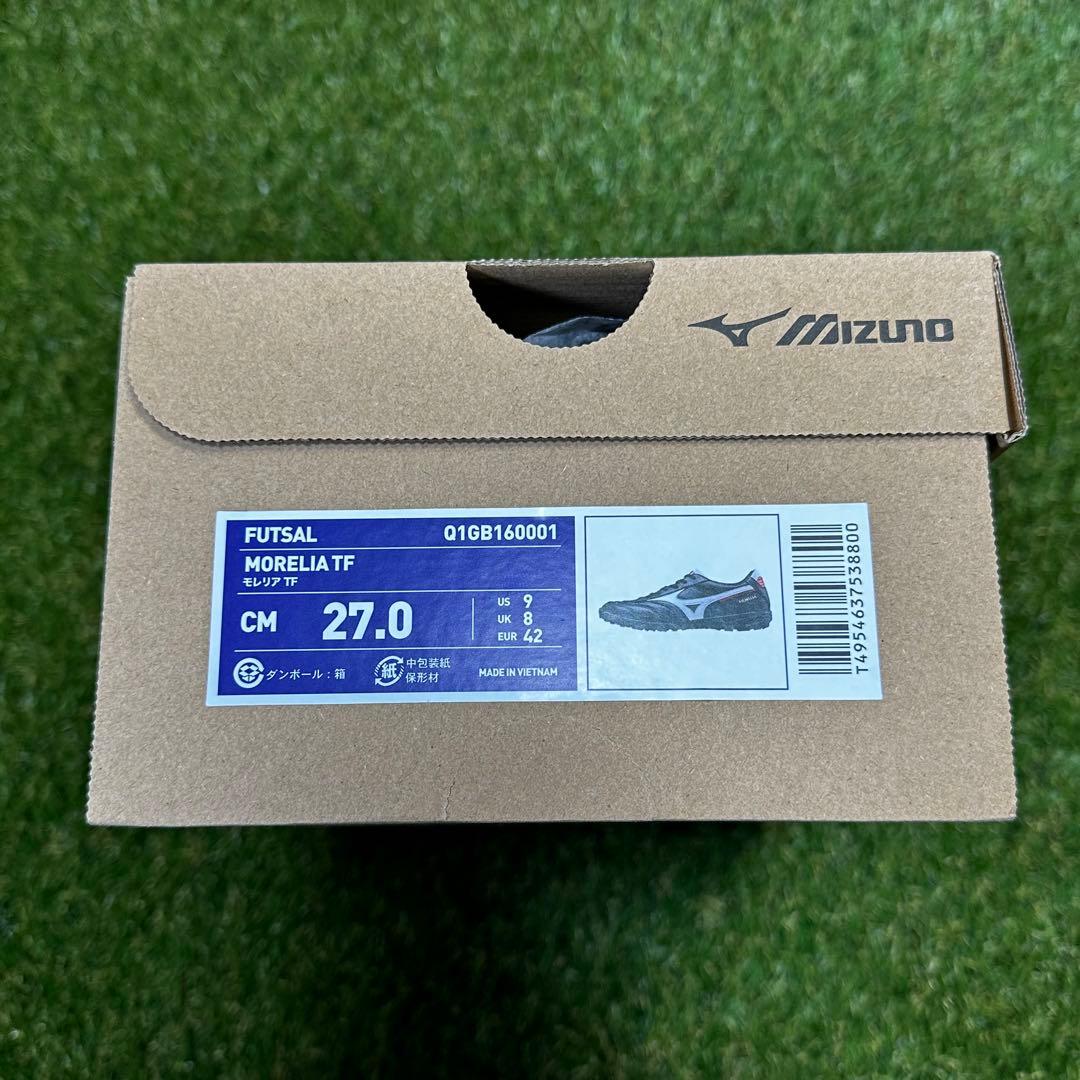 MIZUNO
FUTSAL Q1GB160001
MORELIA TF
モレリア TF
CM 27.0
US 9
UK 8
EUR 42
ダンボール：箱
紙 中包装紙
保形材
MADE IN VIETNAM
T4954637538800